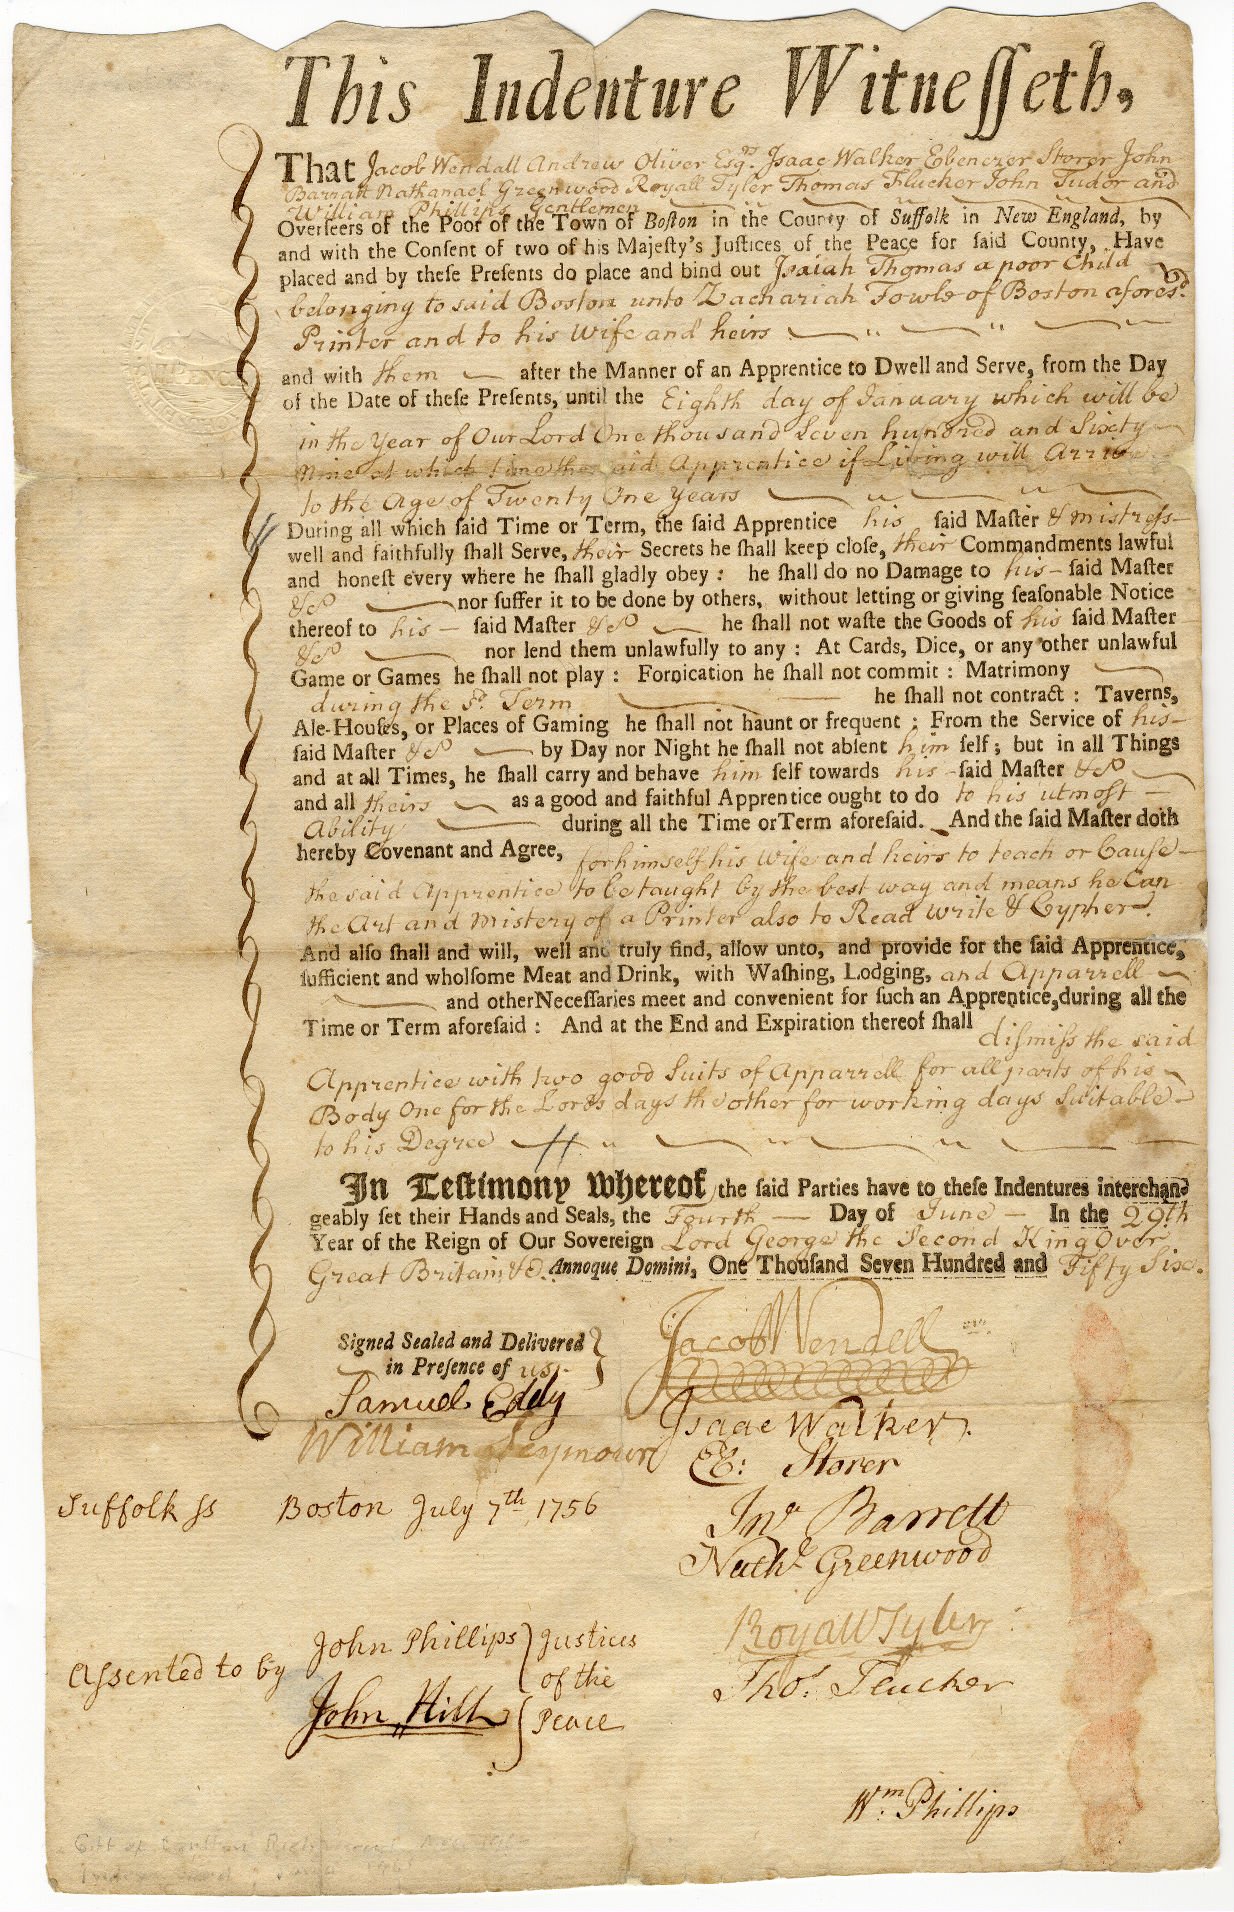 This Indenture Witnesseth,
That Jacob Wendall Andrew Oliver Esqrs. Isaac Walker Ebenezer Storer John
Barratt Nathanael Greenwood Royall Tyler Thomas Flucker John Tudor and
William Phillips Gentlemen
Overseers of the Poor of the Town of Boston in the County of Suffolk in New England, by
and with the Consent of two of his Majesty's Justices of the Peace for said County, Have
placed and by these Presents do place and bind out Isaiah Thomas a poor Child
belonging to said Boston unto Zachariah Fowle of Boston aforesd.
Printer and to his Wife and heirs
and with them after the Manner of an Apprentice to Dwell and Serve, from the Day
of the Date of these Presents, until the Eighth day of January which will be
in the Year of Our Lord One thousand Seven hundred and Sixty
Nine at which time the said Apprentice if Living will Arrive
to the Age of Twenty One Years
During all which said Time or Term, the said Apprentice his said Master & Mistress
well and faithfully shall Serve, their Secrets he shall keep close, their Commandments lawful
and honest every where he shall gladly obey: he shall do no Damage to his said Master
&c nor suffer it to be done by others, without letting or giving seasonable Notice
thereof to his said Master &c he shall not waste the Goods of his said Master
&c nor lend them unlawfully to any: At Cards, Dice, or any other unlawful
Game or Games he shall not play: Fornication he shall not commit: Matrimony
during the sd. Term he shall not contract: Taverns,
Ale-Houses, or Places of Gaming he shall not haunt or frequent: From the Service of his
said Master &c by Day nor Night he shall not absent him self; but in all Things
and at all Times, he shall carry and behave him self towards his said Master &c
and all theirs as a good and faithful Apprentice ought to do to his utmost
Ability during all the Time or Term aforesaid. And the said Master doth
hereby Covenant and Agree, for himself his Wife and heirs to teach or Cause
the said Apprentice to be taught by the best way and means he Can
the Art and Mistery of a Printer also to Read write & Cypher.
And also shall and will, well and truly find, allow unto, and provide for the said Apprentice,
sufficient and wholsome Meat and Drink, with Washing, Lodging, and Apparrell
and other Necessaries meet and convenient for such an Apprentice, during all the
Time or Term aforesaid: And at the End and Expiration thereof shall dismiss the said
Apprentice with two good Suits of Apparrell for all parts of his
Body One for the Lords days the other for working days Suitable
to his Degree
In Testimony whereof, the said Parties have to these Indentures interchan-
geably set their Hands and Seals, the Fourth Day of June In the 29th
Year of the Reign of Our Sovereign Lord George the Second King Over
Great Britain &c. Annoque Domini, One Thousand Seven Hundred and Fifty Six.
Signed Sealed and Delivered
in Presence of us
Samuel Eddy
William Seymour
Jacob Wendell
Isaac Walker.
Er: Storer
Jno Barrett
Nathl Greenwood
Royall Tyler
Thos. Flucker
Wm. Phillips
Suffolk ss Boston July 7th 1756
Assented to by
John Phillips
John Hill
Justices
of the
Peace
Gift of